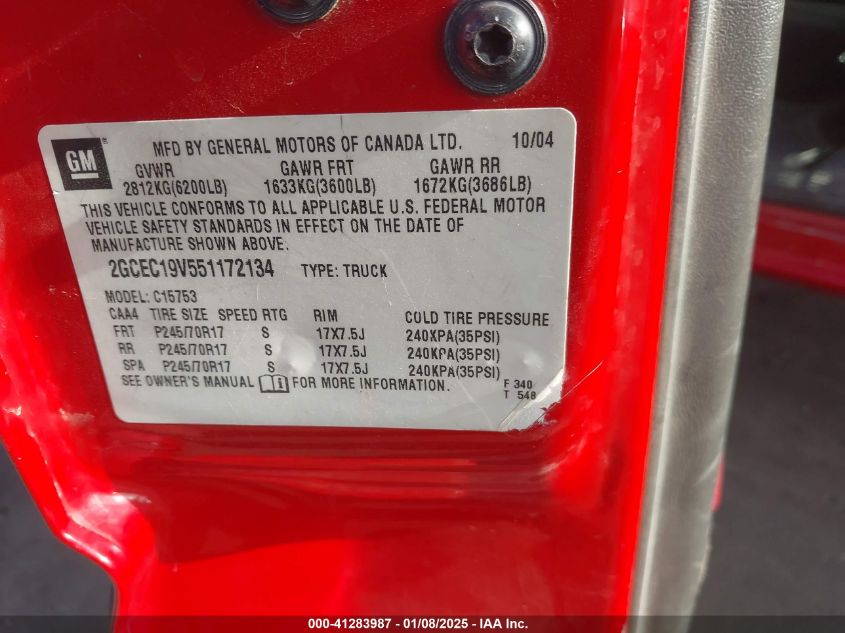 GM
MFD BY GENERAL MOTORS OF CANADA LTD. 10/04
GVWR GAWR FRT GAWR RR
2812KG(6200LB) 1633KG(3600LB) 1672KG(3686LB)
THIS VEHICLE CONFORMS TO ALL APPLICABLE U.S. FEDERAL MOTOR
VEHICLE SAFETY STANDARDS IN EFFECT ON THE DATE OF
MANUFACTURE SHOWN ABOVE.
2GCEC19V551172134 TYPE: TRUCK
MODEL: C15753
CAA4 TIRE SIZE SPEED RTG RIM COLD TIRE PRESSURE
FRT P245/70R17 S 17X7.5J 240KPA(35PSI)
RR P245/70R17 S 17X7.5J 240KPA(35PSI)
SPA P245/70R17 S 17X7.5J 240KPA(35PSI)
SEE OWNER'S MANUAL FOR MORE INFORMATION.
F 340
T 548
000-41283987 - 01/08/2025 - IAA Inc.